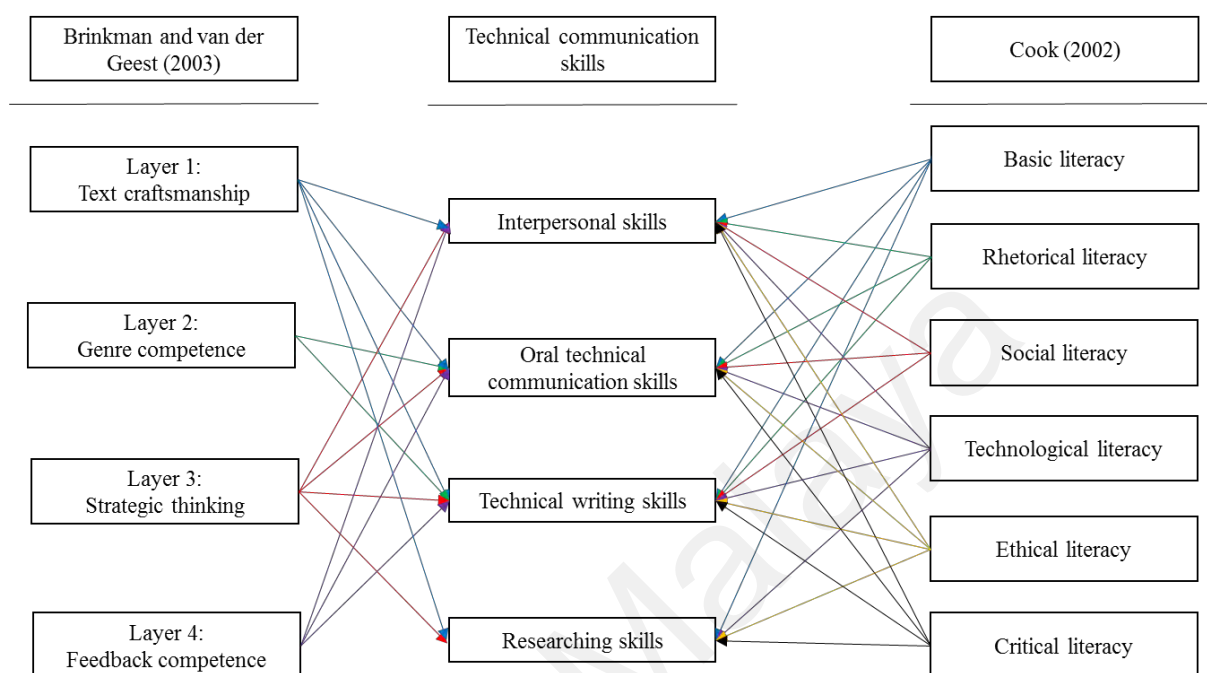 Brinkman and van der
Geest (2003)
Technical communication
skills
Cook (2002)
Layer 1:
Text craftsmanship
Layer 2:
Genre competence
Layer 3:
Strategic thinking
Layer 4:
Feedback competence
Interpersonal skills
Oral technical
communication skills
Technical writing skills
Researching skills
Basic literacy
Rhetorical literacy
Social literacy
Technological literacy
Ethical literacy
Critical literacy
Malaya